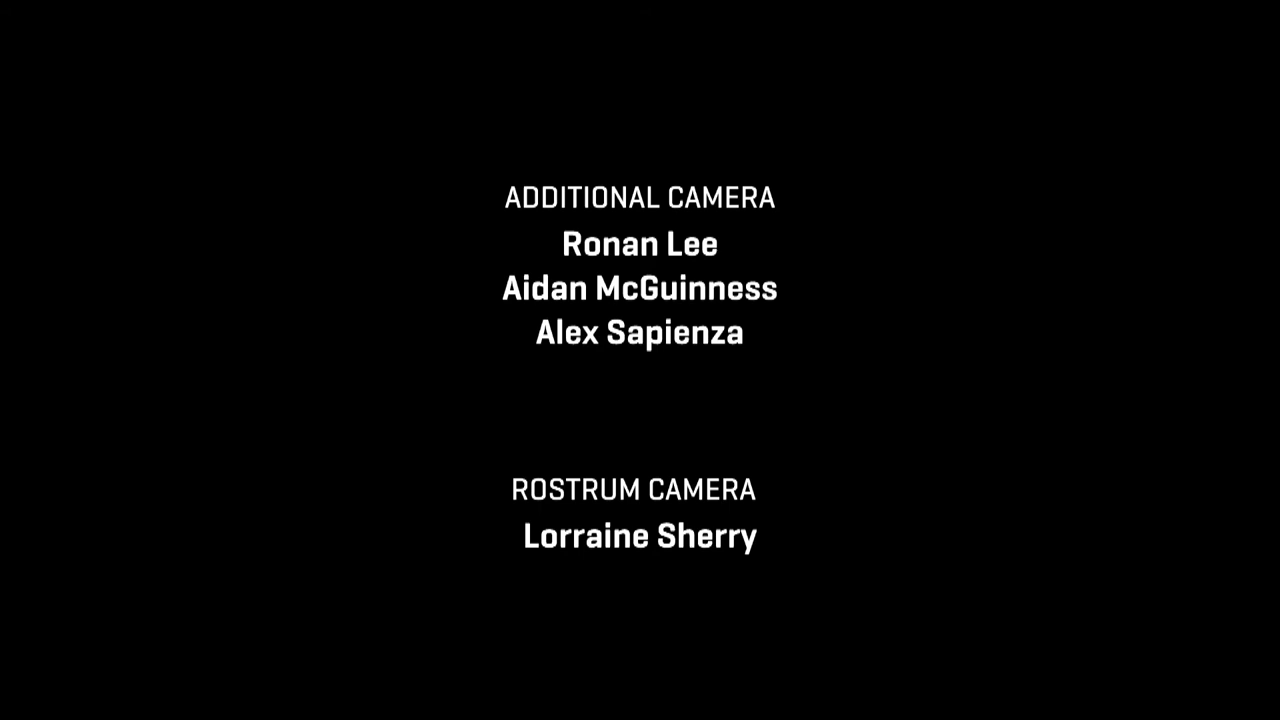 ADDITIONAL CAMERA
Ronan Lee
Aidan McGuinness
Alex Sapienza
ROSTRUM CAMERA
Lorraine Sherry